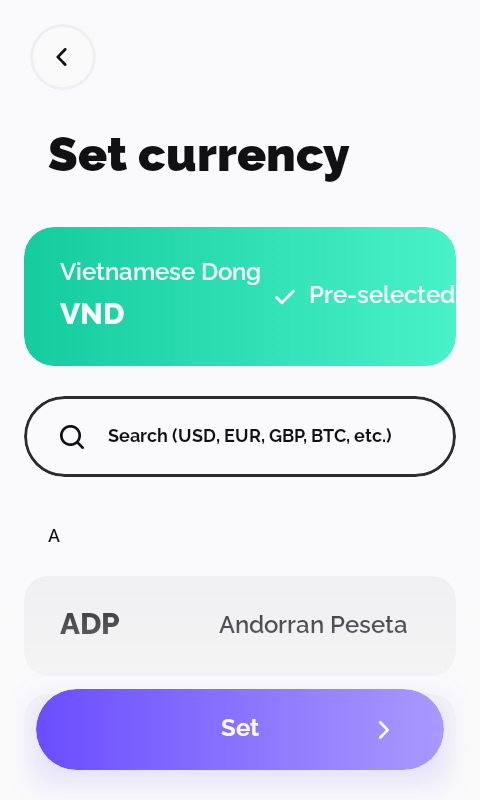 Set currency
Vietnamese Dong
VND
Pre-selected
Search (USD, EUR, GBP, BTC, etc.)
A
ADP
Andorran Peseta
Set